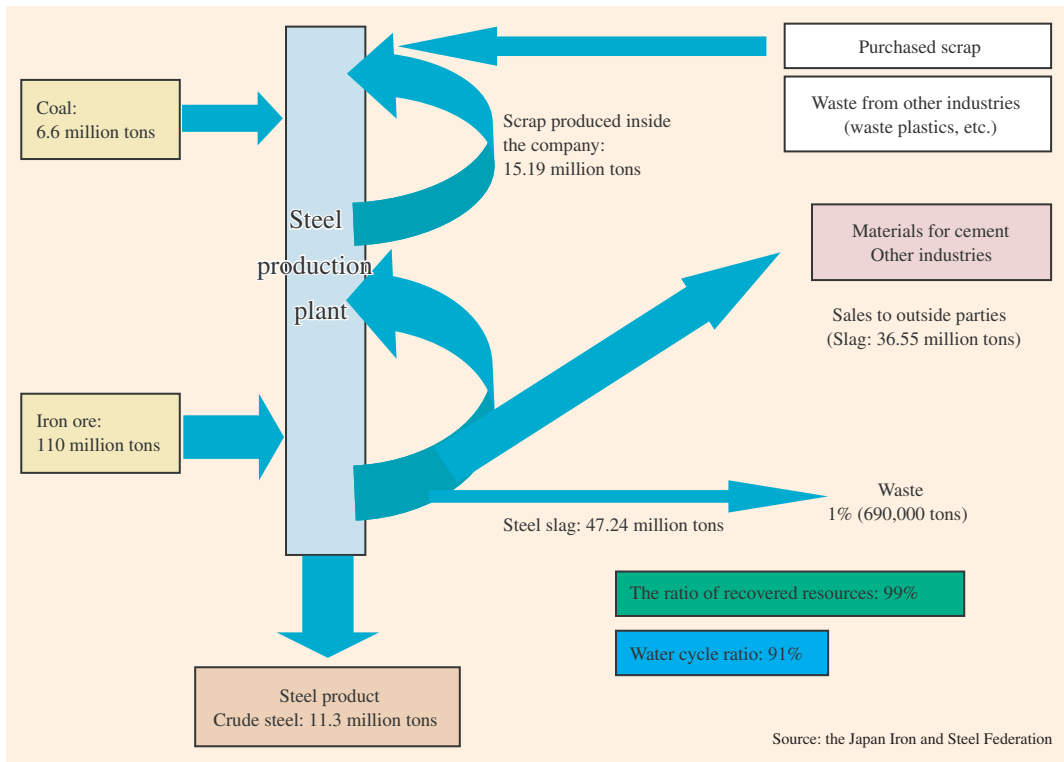 Purchased scrap
Waste from other industries
(waste plastics, etc.)
Coal:
6.6 million tons
Scrap produced inside
the company:
15.19 million tons
Steel
production
plant
Materials for cement
Other industries
Sales to outside parties
(Slag: 36.55 million tons)
Iron ore:
110 million tons
Waste
1% (690,000 tons)
Steel slag: 47.24 million tons
The ratio of recovered resources: 99%
Water cycle ratio: 91%
Steel product
Crude steel: 11.3 million tons
Source: the Japan Iron and Steel Federation